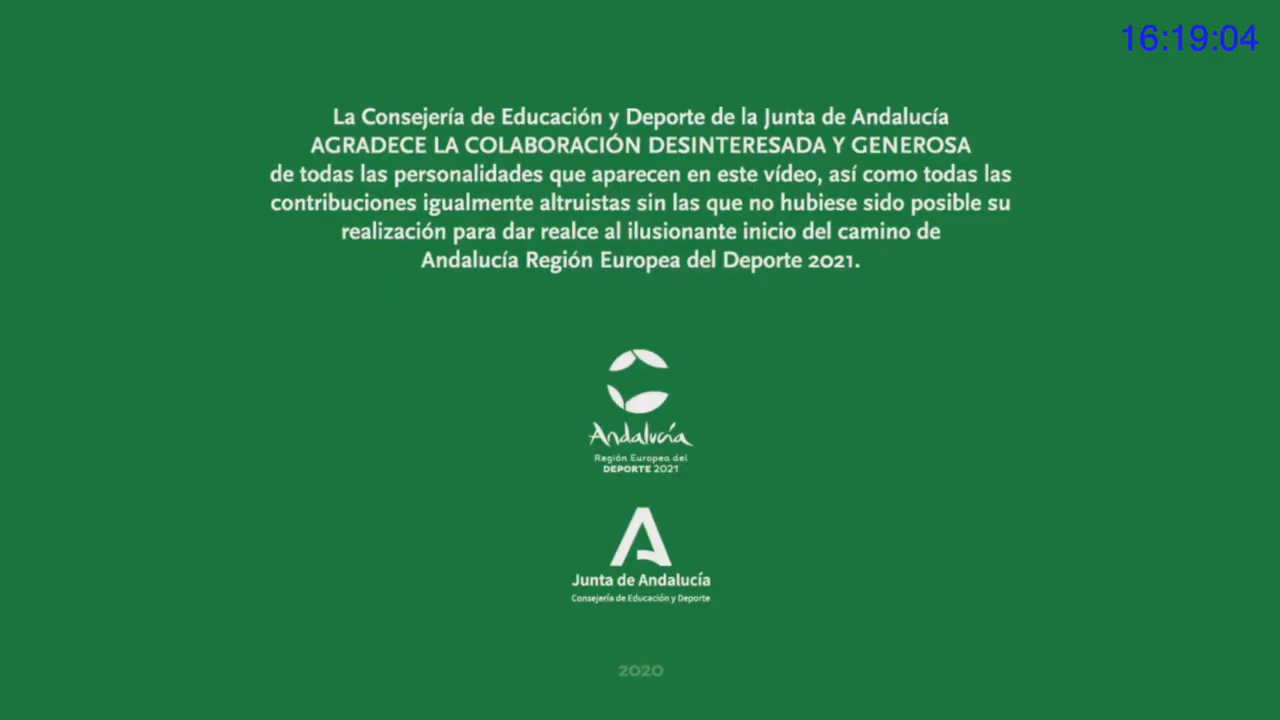 16:19:04
La Consejería de Educación y Deporte de la Junta de Andalucía
AGRADECE LA COLABORACIÓN DESINTERESADA Y GENEROSA
de todas las personalidades que aparecen en este vídeo, así como todas las
contribuciones igualmente altruistas sin las que no hubiese sido posible su
realización para dar realce al ilusionante inicio del camino de
Andalucía Región Europea del Deporte 2021.
Andalucía
Región Europea del
DEPORTE 2021
Junta de Andalucía
Consejería de Educación y Deporte
2020